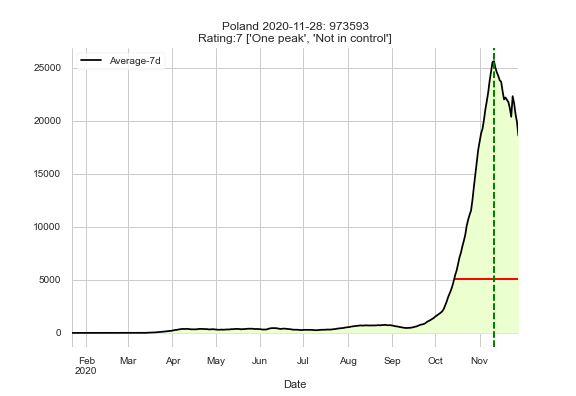 Poland 2020-11-28: 973593
Rating:7 ['One peak', 'Not in control']
Average-7d
25000
20000
15000
10000
5000
0
Feb Mar Apr May Jun Jul Aug Sep Oct Nov
2020
Date